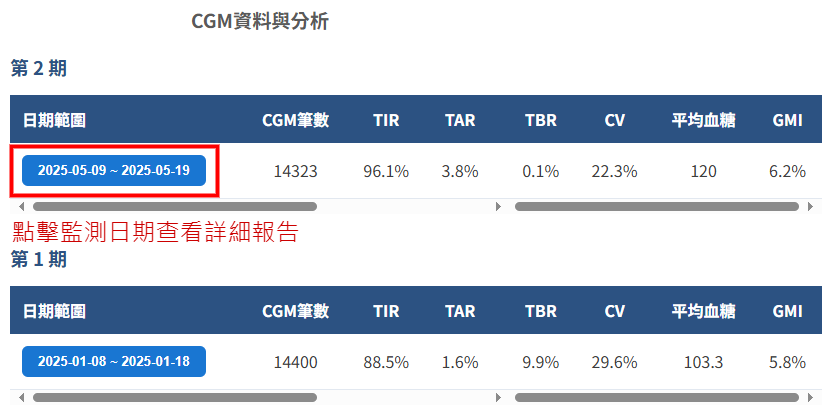 CGM資料與分析
第 2 期
日期範圍 CGM筆數 TIR TAR TBR CV 平均血糖 GMI
2025-05-09 ~ 2025-05-19 14323 96.1% 3.8% 0.1% 22.3% 120 6.2%
點擊監測日期查看詳細報告
第 1 期
日期範圍 CGM筆數 TIR TAR TBR CV 平均血糖 GMI
2025-01-08 ~ 2025-01-18 14400 88.5% 1.6% 9.9% 29.6% 103.3 5.8%